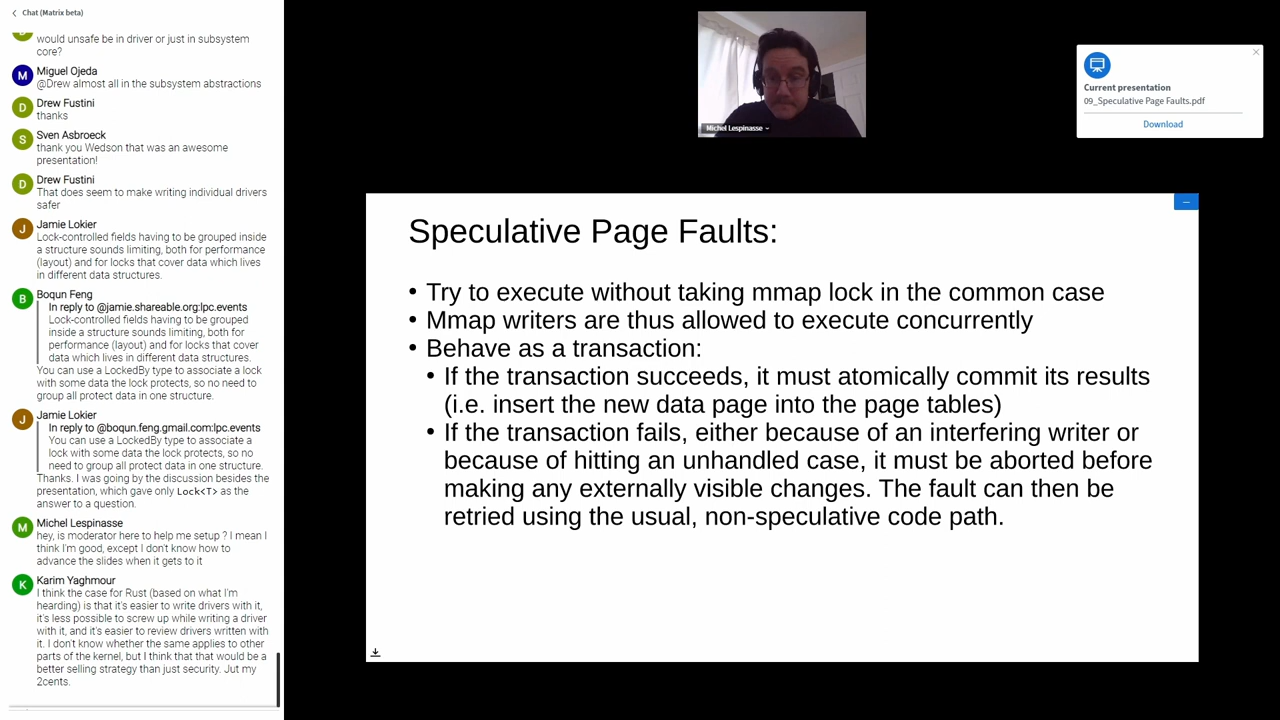 Chat (Matrix beta)
would unsafe be in driver or just in subsystem
core?
M
Miguel Ojeda
@Drew almost all in the subsystem abstractions
D
Drew Fustini
thanks
S
Sven Asbroeck
thank you Wedson that was an awesome
presentation!
D
Drew Fustini
That does seem to make writing individual drivers
safer
J
Jamie Lokier
Lock-controlled fields having to be grouped inside
a structure sounds limiting, both for performance
(layout) and for locks that cover data which lives
in different data structures.
B
Boqun Feng
In reply to @jamie.shareable.org:lpc.events
Lock-controlled fields having to be grouped
inside a structure sounds limiting, both for
performance (layout) and for locks that cover
data which lives in different data structures.
You can use a LockedBy type to associate a lock
with some data the lock protects, so no need to
group all protect data in one structure.
J
Jamie Lokier
In reply to @boqun.feng.gmail.com:lpc.events
You can use a LockedBy type to associate a
lock with some data the lock protects, so no
need to group all protect data in one structure.
Thanks. I was going by the discussion besides the
presentation, which gave only Lock<T> as the
answer to a question.
M
Michel Lespinasse
hey, is moderator here to help me setup ? I mean I
think I'm good, except I don't know how to
advance the slides when it gets to it
K
Karim Yaghmour
I think the case for Rust (based on what I'm
hearding) is that it's easier to write drivers with it,
it's less possible to screw up while writing a driver
with it, and it's easier to review drivers written with
it. I don't know whether the same applies to other
parts of the kernel, but I think that that would be a
better selling strategy than just security. Jut my
2cents.
Michel Lespinasse
Current presentation
09_Speculative Page Faults.pdf
Download
Speculative Page Faults:
• Try to execute without taking mmap lock in the common case
• Mmap writers are thus allowed to execute concurrently
• Behave as a transaction:
• If the transaction succeeds, it must atomically commit its results
(i.e. insert the new data page into the page tables)
• If the transaction fails, either because of an interfering writer or
because of hitting an unhandled case, it must be aborted before
making any externally visible changes. The fault can then be
retried using the usual, non-speculative code path.